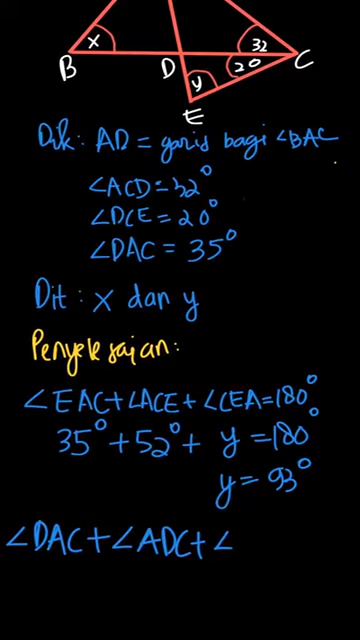 x 32
B D 20 C
y
E
Dik: AD = garis bagi ∠BAC
∠ACD = 32°
∠DCE = 20°
∠DAC = 35°
Dit : x dan y
Penyelesaian:
∠EAC + ∠ACE + ∠CEA = 180°
35° + 52° + y = 180°
y = 93°
∠DAC + ∠ADC + ∠